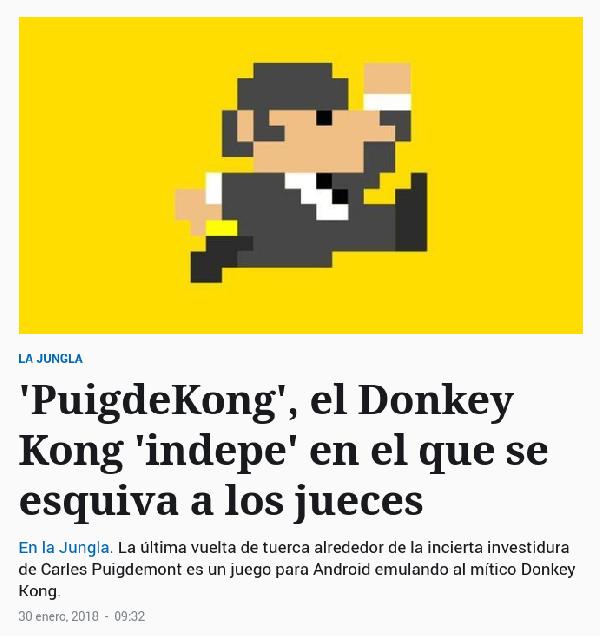 LA JUNGLA
'PuigdeKong', el Donkey
Kong 'indepe' en el que se
esquiva a los jueces
En la Jungla. La última vuelta de tuerca alrededor de la incierta investidura
de Carles Puigdemont es un juego para Android emulando al mítico Donkey
Kong.
30 enero, 2018 - 09:32